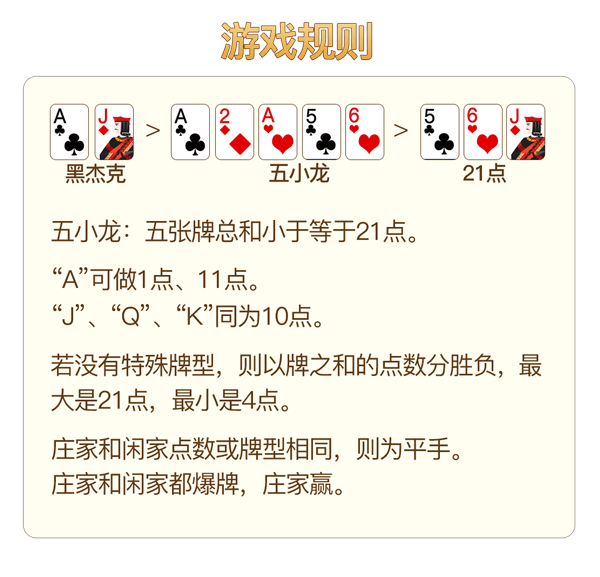 游戏规则
A J > A 2 A 5 6 > 5 6 J
黑杰克 五小龙 21点
五小龙：五张牌总和小于等于21点。
“A”可做1点、11点。
“J”、“Q”、“K”同为10点。
若没有特殊牌型，则以牌之和的点数分胜负，最
大是21点，最小是4点。
庄家和闲家点数或牌型相同，则为平手。
庄家和闲家都爆牌，庄家赢。